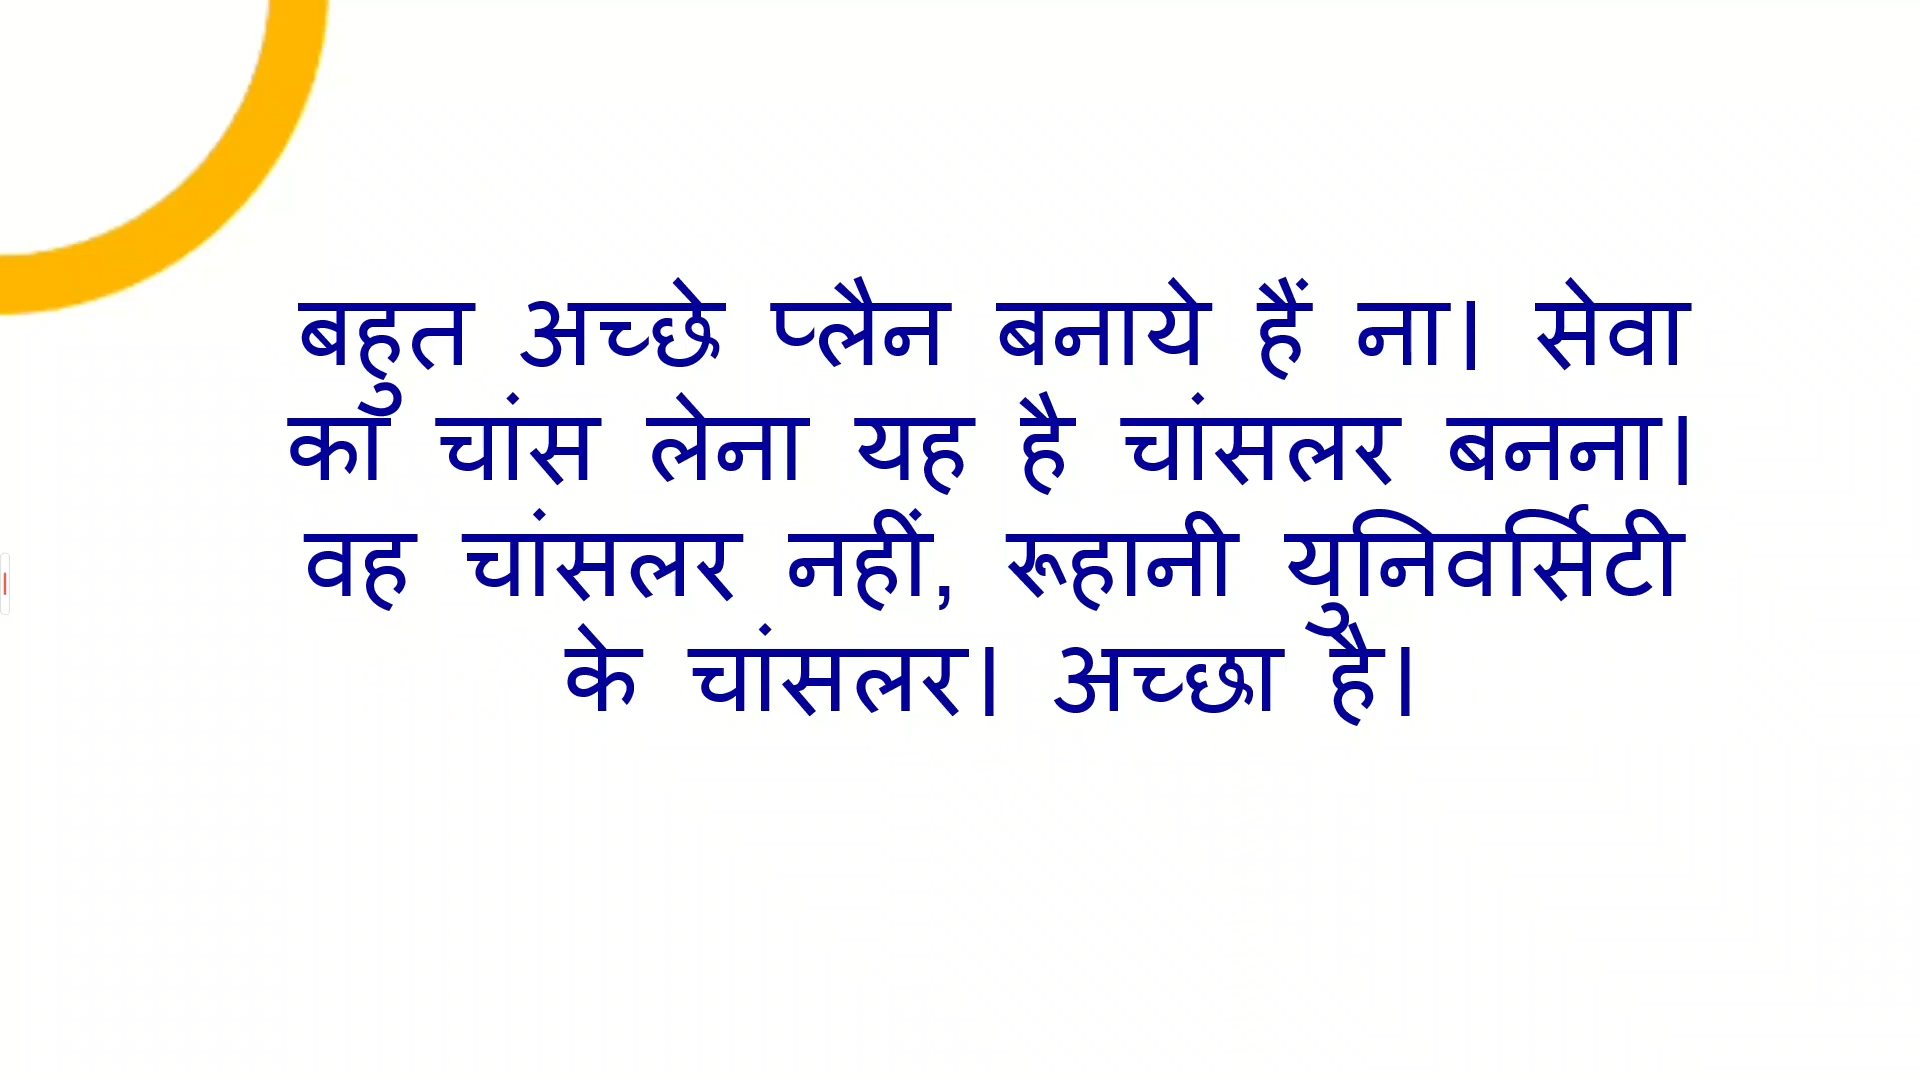 बहुत अच्छे प्लैन बनाये हैं ना। सेवा
का चांस लेना यह है चांसलर बनना।
वह चांसलर नहीं, रूहानी युनिवर्सिटी
के चांसलर। अच्छा है।